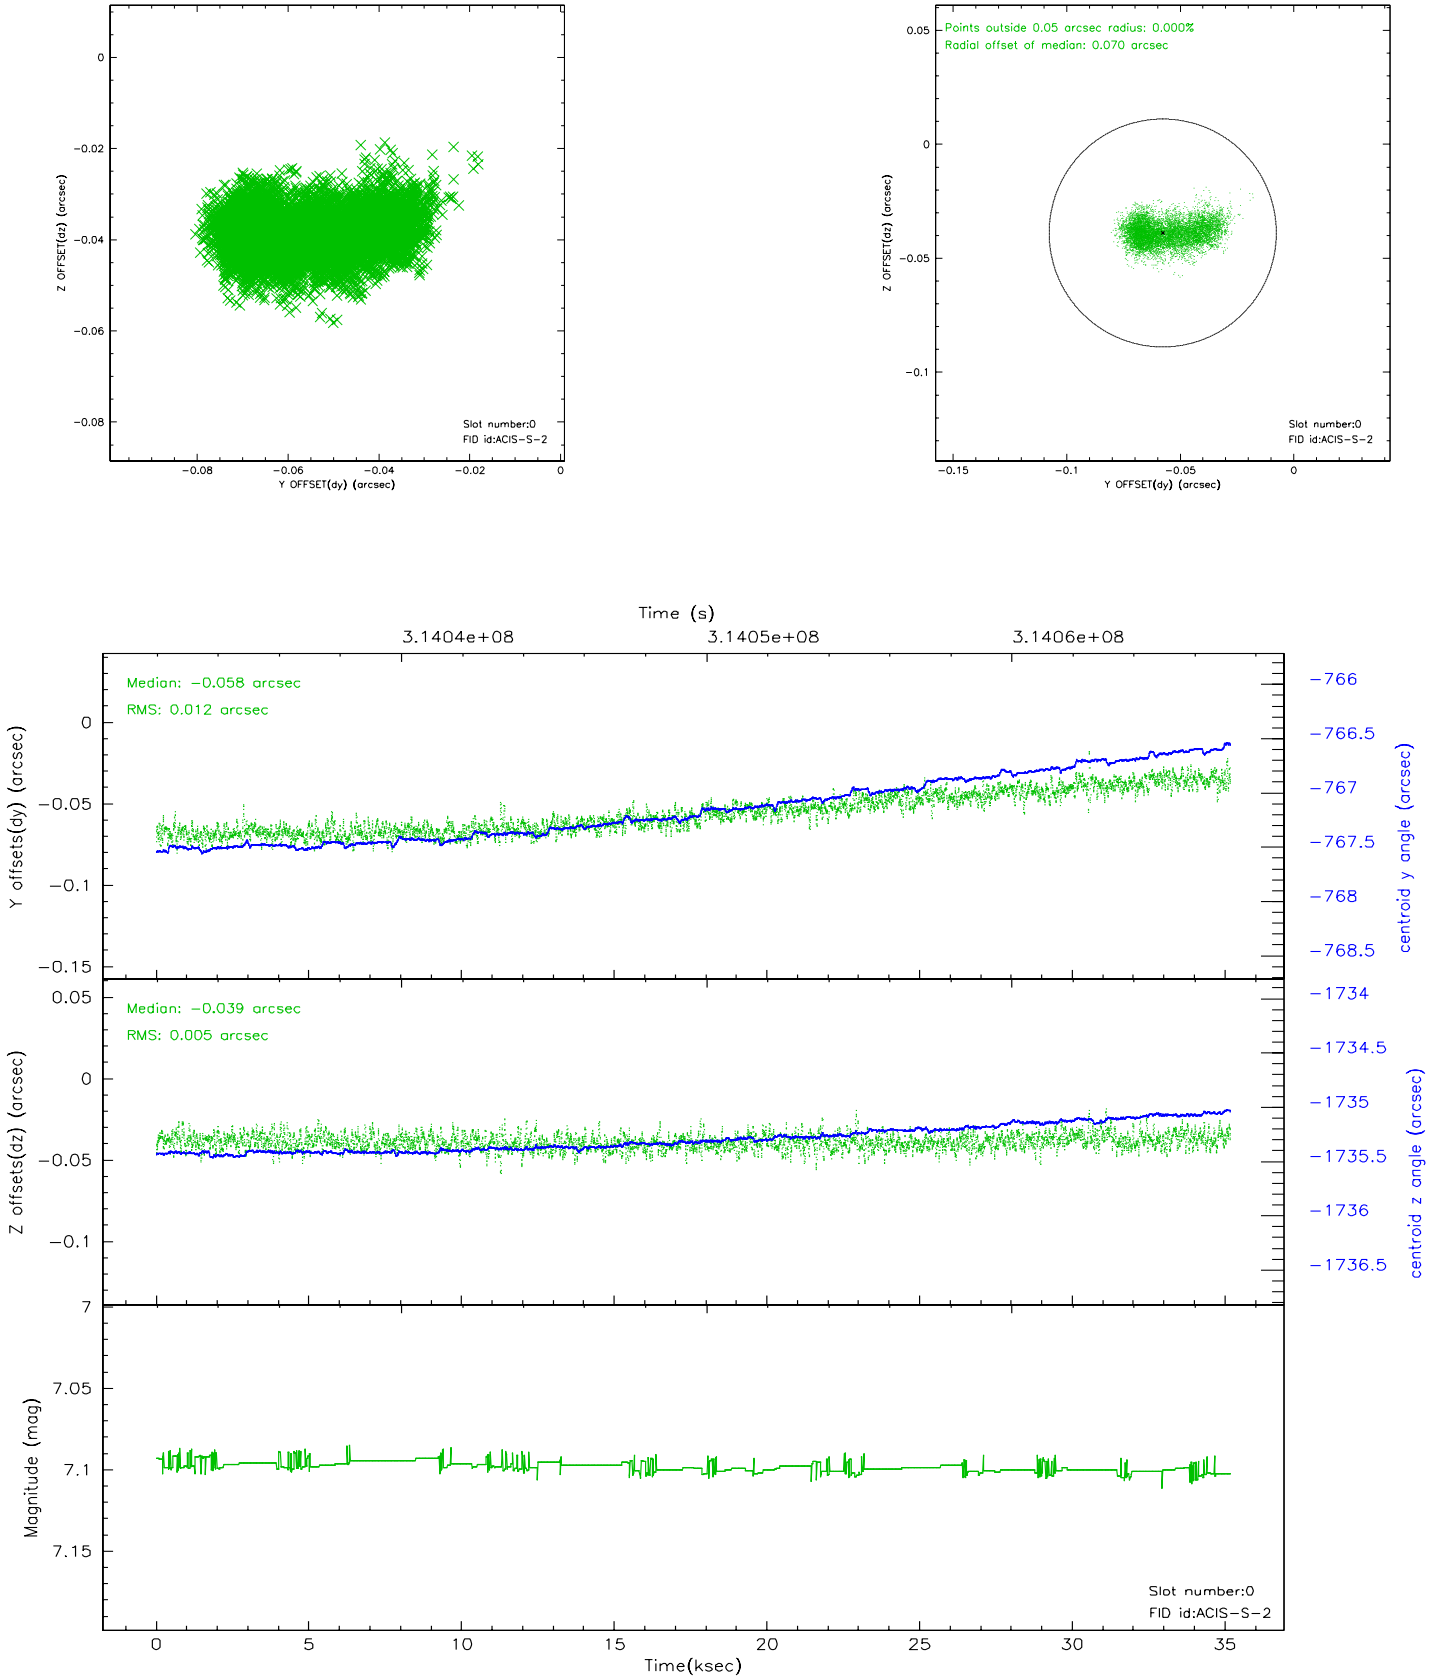 0
−0.02
−0.04
−0.06
−0.08
Z OFFSET(dz) (arcsec)
Slot number:0
FID id:ACIS−S−2
−0.08 −0.06 −0.04 −0.02 0
Y OFFSET(dy) (arcsec)
Points outside 0.05 arcsec radius: 0.000%
Radial offset of median: 0.070 arcsec
0.05
0
−0.05
−0.1
Z OFFSET(dz) (arcsec)
Slot number:0
FID id:ACIS−S−2
−0.15 −0.1 −0.05 0
Y OFFSET(dy) (arcsec)
Time (s)
3.1404e+08 3.1405e+08 3.1406e+08
Median: −0.058 arcsec
RMS: 0.012 arcsec
0
−0.05
−0.1
−0.15
Y offsets(dy) (arcsec)
−766
−766.5
−767
−767.5
−768
−768.5
centroid y angle (arcsec)
Median: −0.039 arcsec
RMS: 0.005 arcsec
0.05
0
−0.05
−0.1
Z offsets(dz) (arcsec)
−1734
−1734.5
−1735
−1735.5
−1736
−1736.5
centroid z angle (arcsec)
7
7.05
7.1
7.15
Magnitude (mag)
Slot number:0
FID id:ACIS−S−2
0 5 10 15 20 25 30 35
Time(ksec)